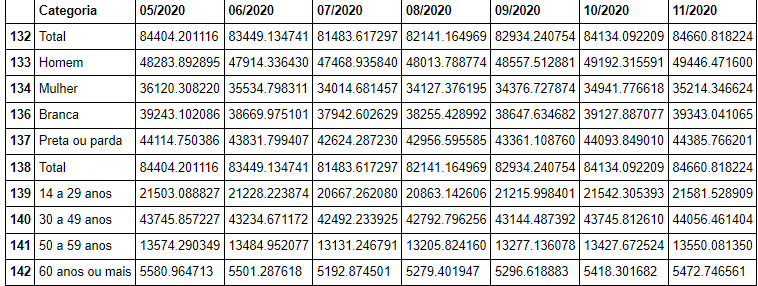 Categoria 05/2020 06/2020 07/2020 08/2020 09/2020 10/2020 11/2020
132 Total 84404.201116 83449.134741 81483.617297 82141.164969 82934.240754 84134.092209 84660.818224
133 Homem 48283.892895 47914.336430 47468.935840 48013.788774 48557.512881 49192.315591 49446.471600
134 Mulher 36120.308220 35534.798311 34014.681457 34127.376195 34376.727874 34941.776618 35214.346624
136 Branca 39243.102086 38669.975101 37942.602629 38255.428992 38647.634682 39127.887077 39343.041065
137 Preta ou parda 44114.750386 43831.799407 42624.287230 42956.595585 43361.108760 44093.849010 44385.766201
138 Total 84404.201116 83449.134741 81483.617297 82141.164969 82934.240754 84134.092209 84660.818224
139 14 a 29 anos 21503.088827 21228.223874 20667.262080 20863.142606 21215.998401 21542.305393 21581.528909
140 30 a 49 anos 43745.857227 43234.671172 42492.233925 42792.796256 43144.487392 43745.812610 44056.461404
141 50 a 59 anos 13574.290349 13484.952077 13131.246791 13205.824160 13277.136078 13427.672524 13550.081350
142 60 anos ou mais 5580.964713 5501.287618 5192.874501 5279.401947 5296.618883 5418.301682 5472.746561